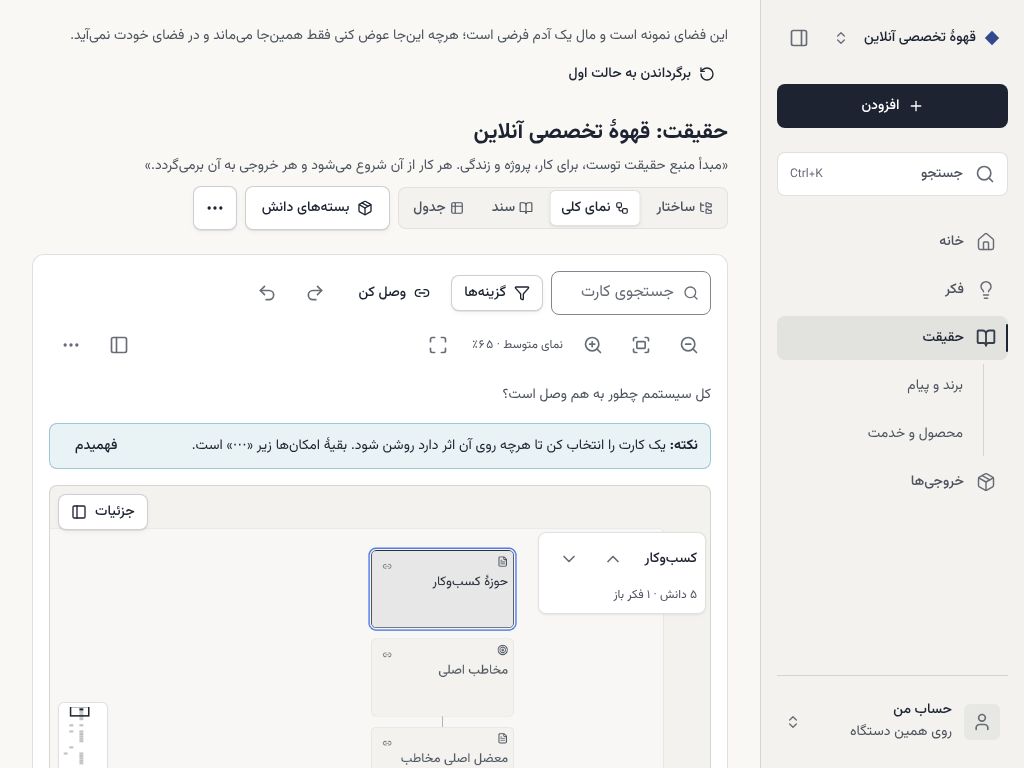 قهوهٔ تخصصی آنلاین
افزودن
جستجو Ctrl+K
خانه
فکر
حقیقت
برند و پیام
محصول و خدمت
خروجی‌ها
حساب من
روی همین دستگاه
این فضای نمونه است و مال یک آدم فرضی است؛ هرچه این‌جا عوض کنی فقط همین‌جا می‌ماند و در فضای خودت نمی‌آید.
برگرداندن به حالت اول
حقیقت: قهوهٔ تخصصی آنلاین
«مبدأ منبع حقیقت توست، برای کار، پروژه و زندگی. هر کار از آن شروع می‌شود و هر خروجی به آن برمی‌گردد.»
ساختار نمای کلی سند جدول بسته‌های دانش
جستجوی کارت گزینه‌ها وصل کن
نمای متوسط · ۶۵٪
کل سیستمم چطور به هم وصل است؟
نکته: یک کارت را انتخاب کن تا هرچه روی آن اثر دارد روشن شود. بقیهٔ امکان‌ها زیر «···» است. فهمیدم
جزئیات
کسب‌وکار
۵ دانش · ۱ فکر باز
حوزهٔ کسب‌وکار
مخاطب اصلی
معضل اصلی مخاطب